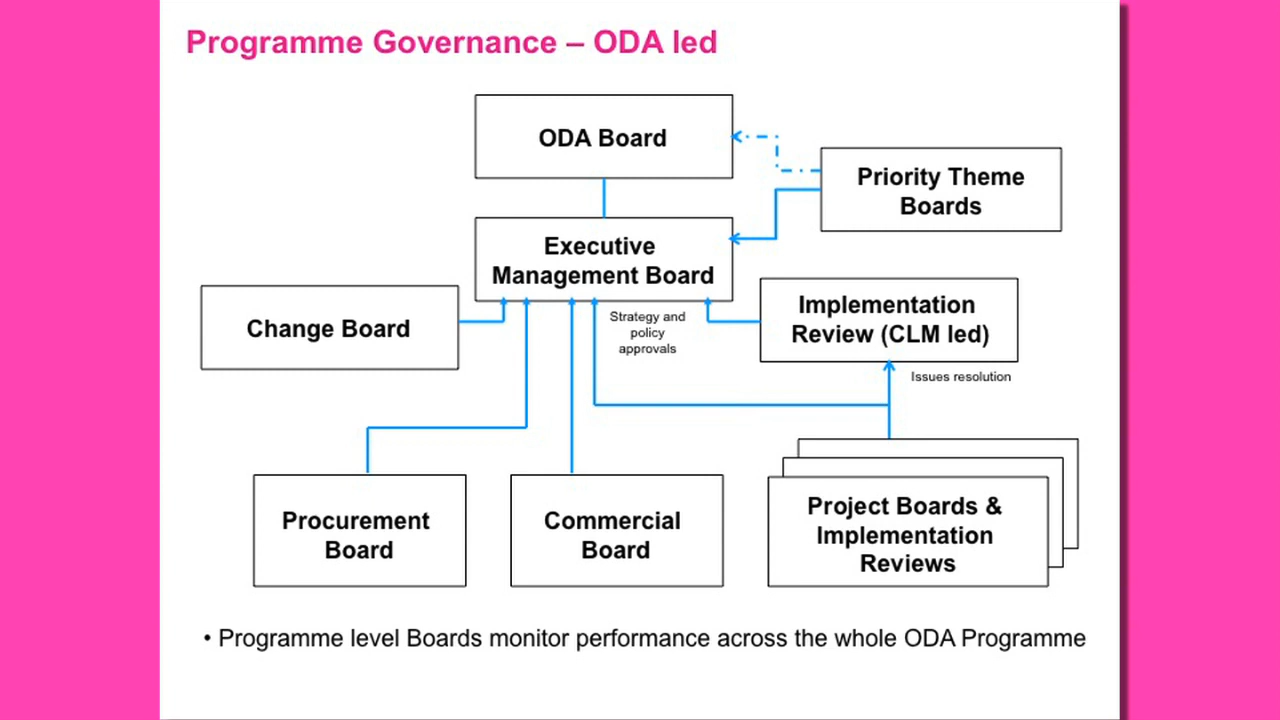 Programme Governance – ODA led
ODA Board
Priority Theme
Boards
Executive
Management Board
Change Board
Strategy and
policy
approvals
Implementation
Review (CLM led)
Issues resolution
Procurement
Board
Commercial
Board
Project Boards &
Implementation
Reviews
• Programme level Boards monitor performance across the whole ODA Programme